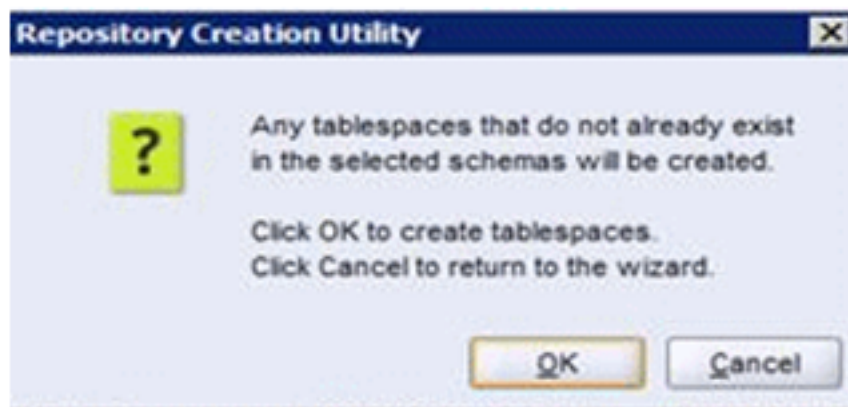 Repository Creation Utility
?
Any tablespaces that do not already exist
in the selected schemas will be created.
Click OK to create tablespaces.
Click Cancel to return to the wizard.
OK
Cancel